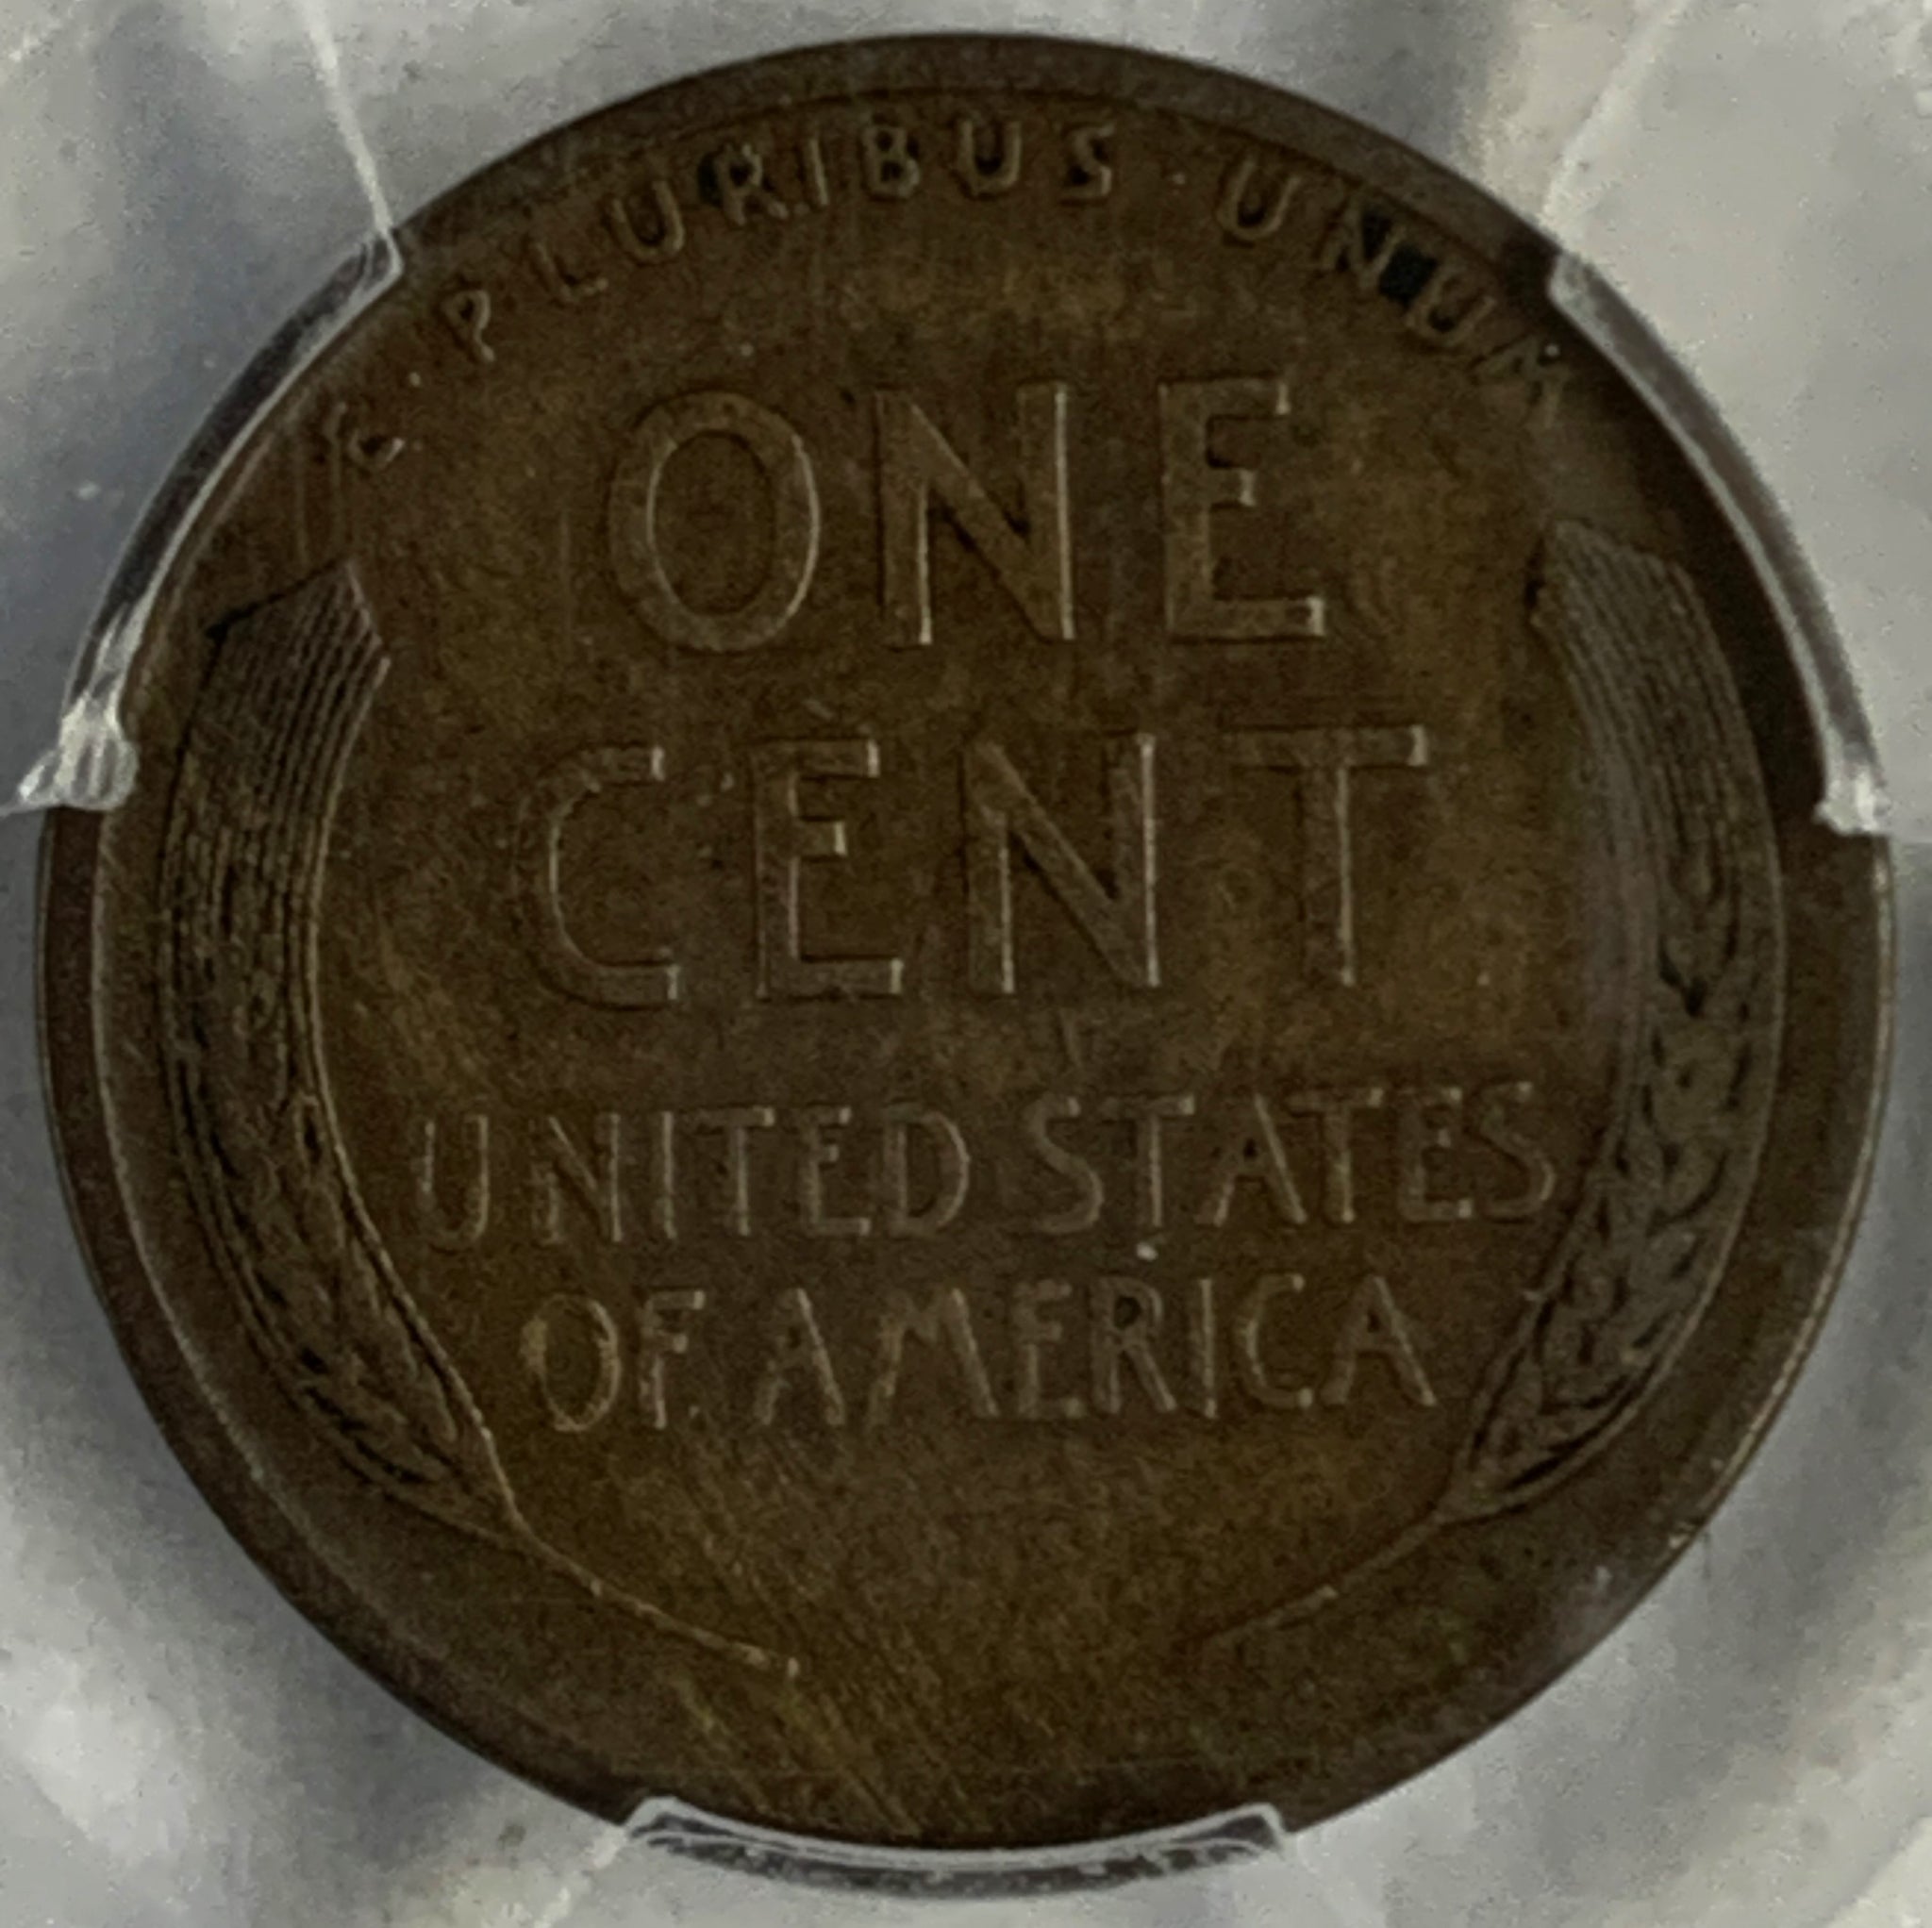 E · PLURIBUS · UNUM
ONE
CENT
UNITED STATES
OF AMERICA